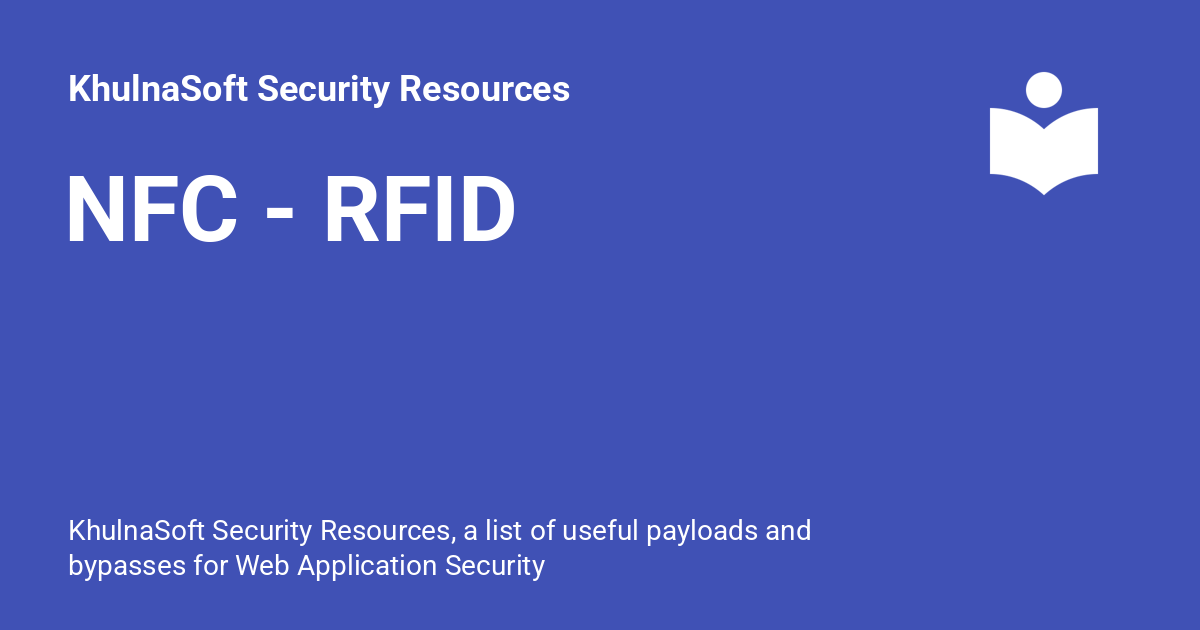 KhulnaSoft Security Resources
NFC - RFID
KhulnaSoft Security Resources, a list of useful payloads and
bypasses for Web Application Security